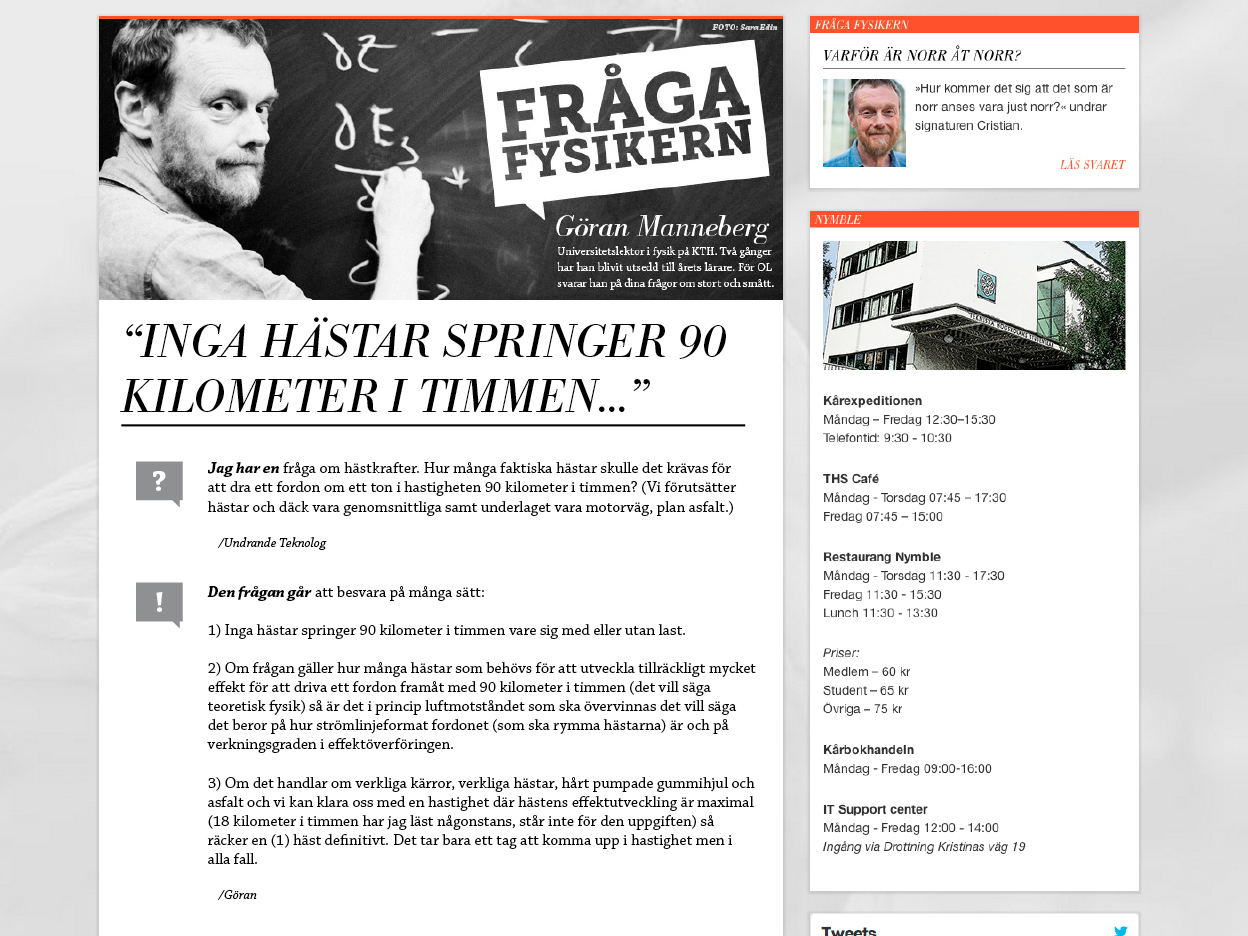 FOTO: Sara Edin
FRÅGA
FYSIKERN
Göran Manneberg
Universitetslektor i fysik på KTH. Två gånger
har han blivit utsedd till årets lärare. För OL
svarar han på dina frågor om stort och smått.
“INGA HÄSTAR SPRINGER 90
KILOMETER I TIMMEN...”
?
Jag har en fråga om hästkrafter. Hur många faktiska hästar skulle det krävas för
att dra ett fordon om ett ton i hastigheten 90 kilometer i timmen? (Vi förutsätter
hästar och däck vara genomsnittliga samt underlaget vara motorväg, plan asfalt.)
/Undrande Teknolog
!
Den frågan går att besvara på många sätt:
1) Inga hästar springer 90 kilometer i timmen vare sig med eller utan last.
2) Om frågan gäller hur många hästar som behövs för att utveckla tillräckligt mycket
effekt för att driva ett fordon framåt med 90 kilometer i timmen (det vill säga
teoretisk fysik) så är det i princip luftmotståndet som ska övervinnas det vill säga
det beror på hur strömlinjeformat fordonet (som ska rymma hästarna) är och på
verkningsgraden i effektöverföringen.
3) Om det handlar om verkliga kärror, verkliga hästar, hårt pumpade gummihjul och
asfalt och vi kan klara oss med en hastighet där hästens effektutveckling är maximal
(18 kilometer i timmen har jag läst någonstans, står inte för den uppgiften) så
räcker en (1) häst definitivt. Det tar bara ett tag att komma upp i hastighet men i
alla fall.
/Göran
FRÅGA FYSIKERN
VARFÖR ÄR NORR ÅT NORR?
»Hur kommer det sig att det som är
norr anses vara just norr?« undrar
signaturen Cristian.
LÄS SVARET
NYMBLE
Kårexpeditionen
Måndag – Fredag 12:30–15:30
Telefontid: 9:30 - 10:30
THS Café
Måndag - Torsdag 07:45 – 17:30
Fredag 07:45 – 15:00
Restaurang Nymble
Måndag - Torsdag 11:30 - 17:30
Fredag 11:30 - 15:30
Lunch 11:30 - 13:30
Priser:
Medlem – 60 kr
Student – 65 kr
Övriga – 75 kr
Kårbokhandeln
Måndag - Fredag 09:00-16:00
IT Support center
Måndag - Fredag 12:00 - 14:00
Ingång via Drottning Kristinas väg 19
Tweets